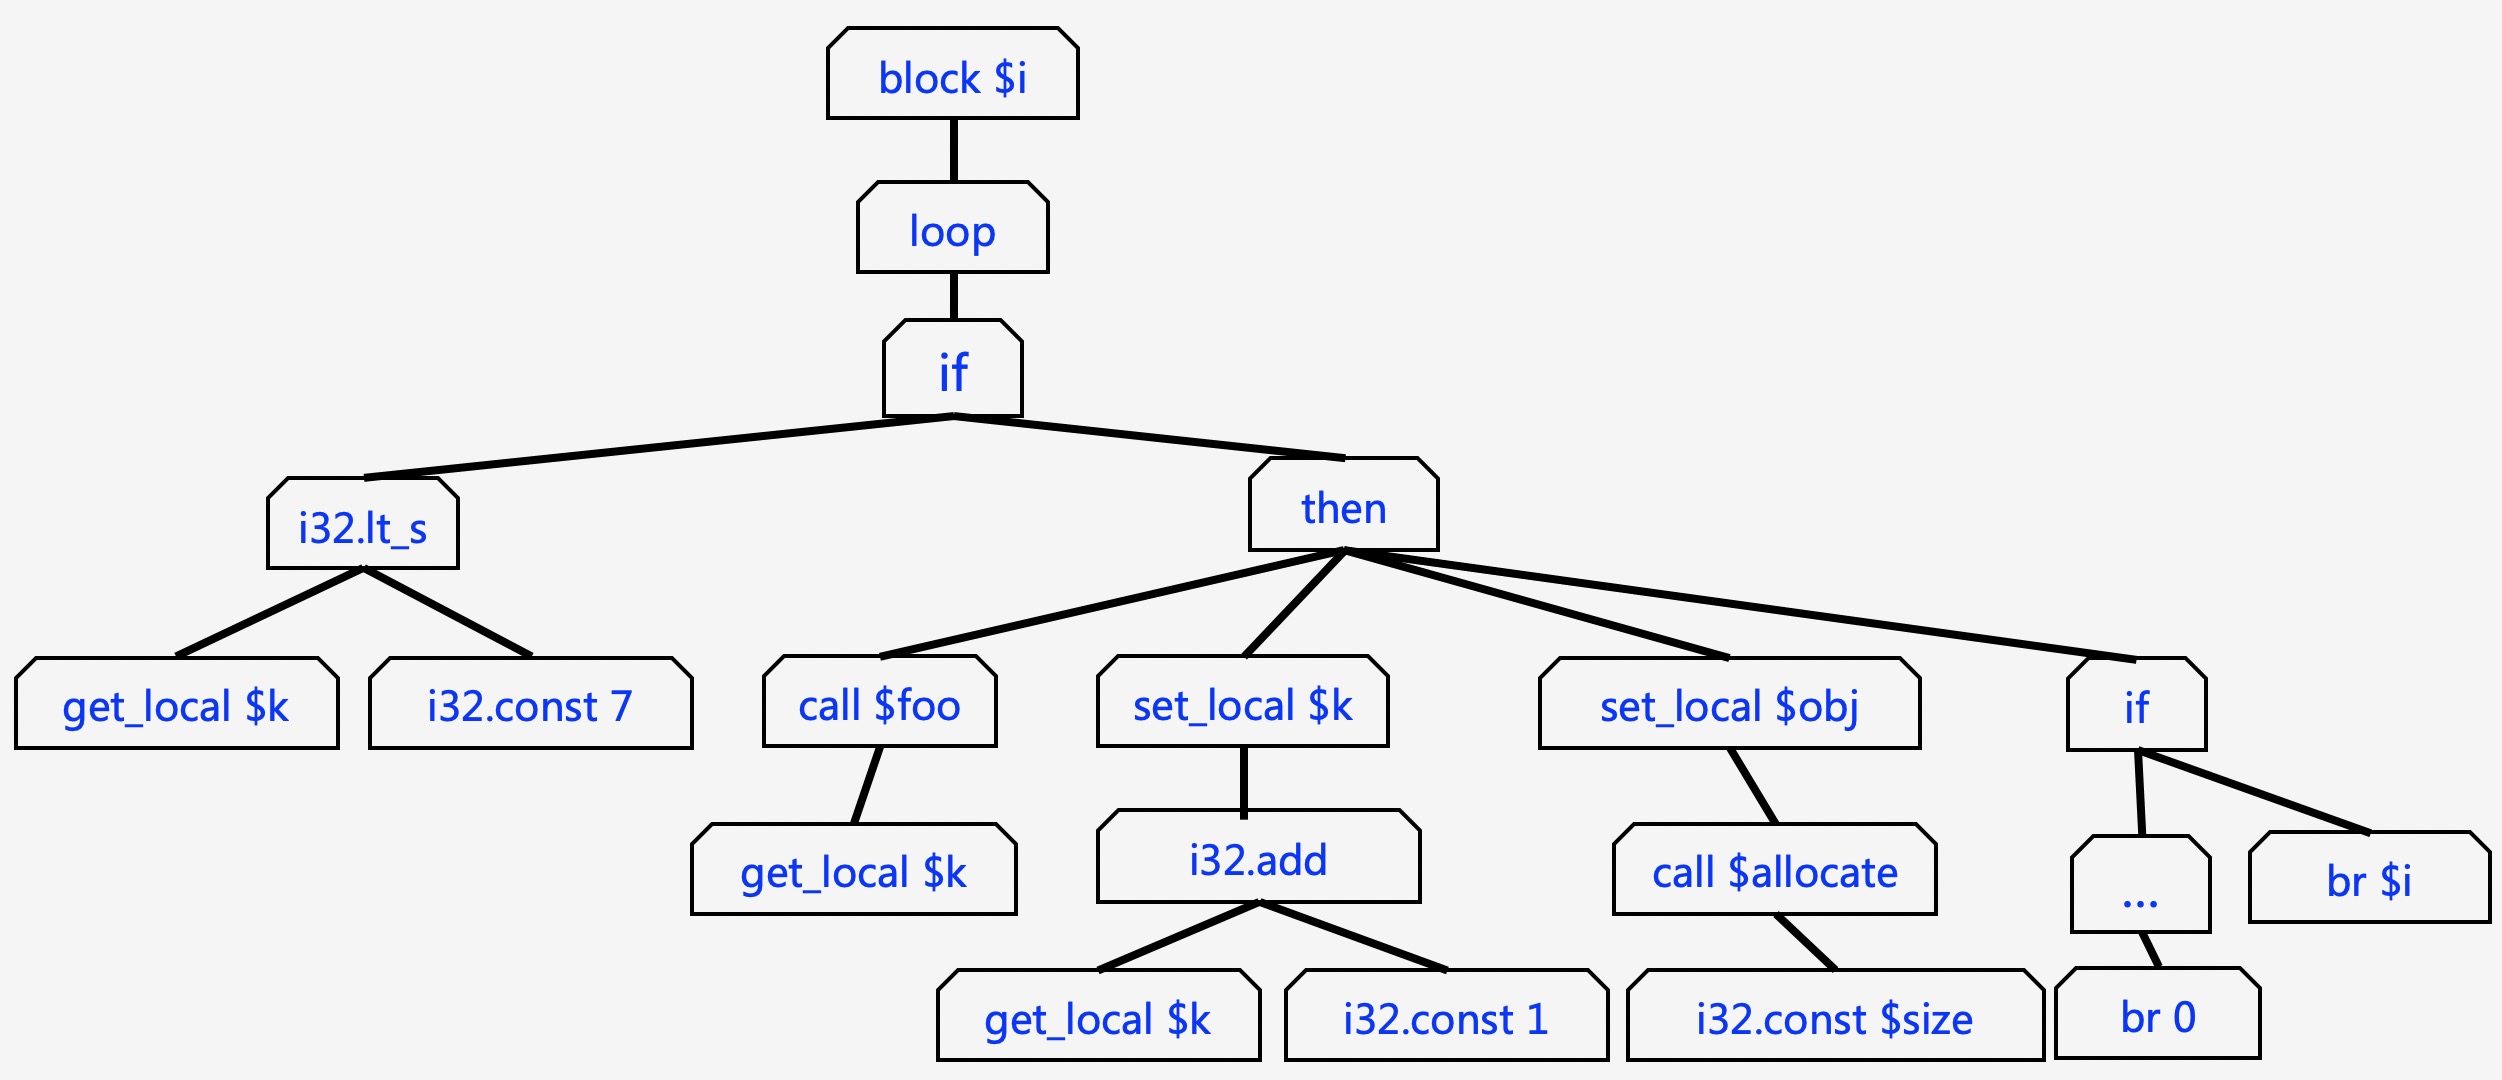 block $i
loop
if
i32.lt_s
then
get_local $k
i32.const 7
call $foo
set_local $k
set_local $obj
if
get_local $k
i32.add
call $allocate
...
br $i
get_local $k
i32.const 1
i32.const $size
br 0